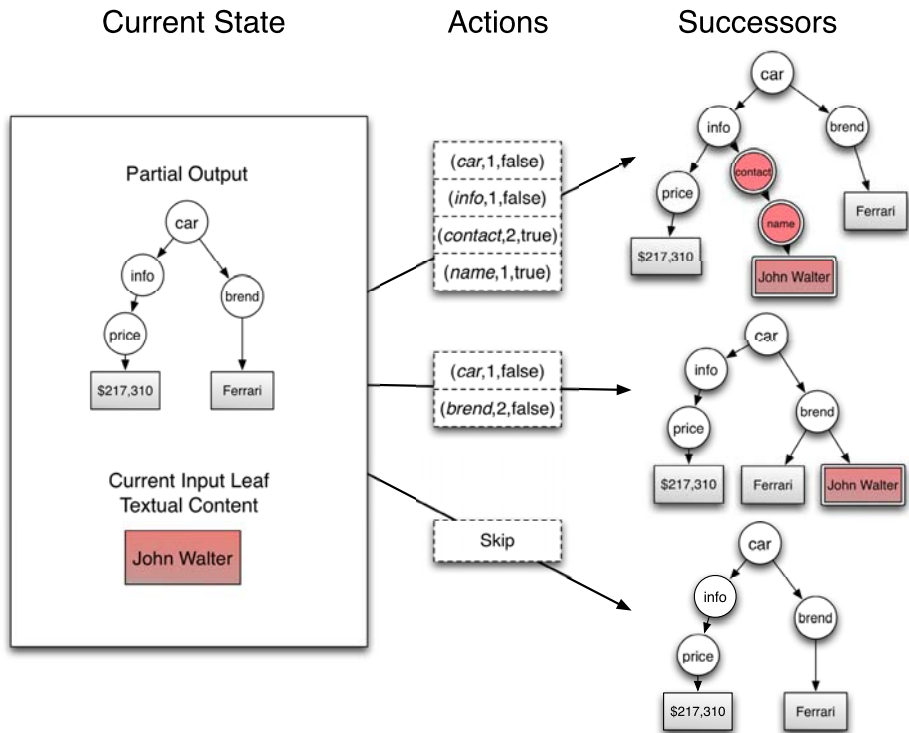 Current State
Actions
Successors
Partial Output
car
info
brend
price
$217,310
Ferrari
Current Input Leaf
Textual Content
John Walter
(car,1,false)
(info,1,false)
(contact,2,true)
(name,1,true)
(car,1,false)
(brend,2,false)
Skip
car
info
brend
contact
price
name
Ferrari
$217,310
John Walter
car
info
brend
price
$217,310
Ferrari
John Walter
car
info
brend
price
$217,310
Ferrari